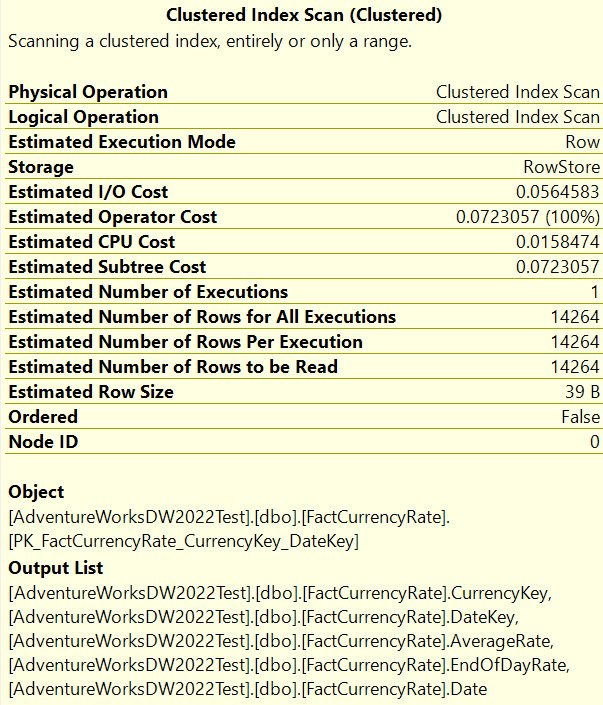 Clustered Index Scan (Clustered)
Scanning a clustered index, entirely or only a range.
Physical Operation Clustered Index Scan
Logical Operation Clustered Index Scan
Estimated Execution Mode Row
Storage RowStore
Estimated I/O Cost 0.0564583
Estimated Operator Cost 0.0723057 (100%)
Estimated CPU Cost 0.0158474
Estimated Subtree Cost 0.0723057
Estimated Number of Executions 1
Estimated Number of Rows for All Executions 14264
Estimated Number of Rows Per Execution 14264
Estimated Number of Rows to be Read 14264
Estimated Row Size 39 B
Ordered False
Node ID 0
Object
[AdventureWorksDW2022Test].[dbo].[FactCurrencyRate].
[PK_FactCurrencyRate_CurrencyKey_DateKey]
Output List
[AdventureWorksDW2022Test].[dbo].[FactCurrencyRate].CurrencyKey,
[AdventureWorksDW2022Test].[dbo].[FactCurrencyRate].DateKey,
[AdventureWorksDW2022Test].[dbo].[FactCurrencyRate].AverageRate,
[AdventureWorksDW2022Test].[dbo].[FactCurrencyRate].EndOfDayRate,
[AdventureWorksDW2022Test].[dbo].[FactCurrencyRate].Date